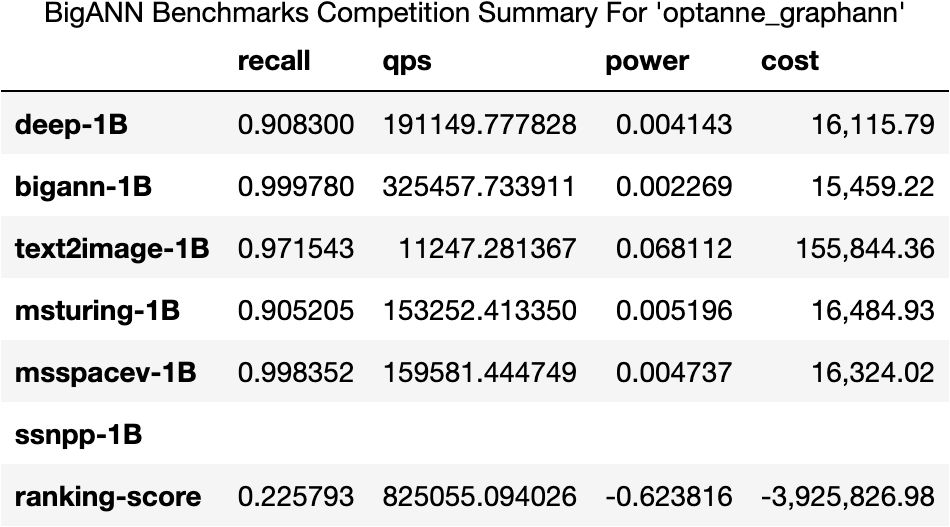 BigANN Benchmarks Competition Summary For 'optanne_graphann'
recall qps power cost
deep-1B 0.908300 191149.777828 0.004143 16,115.79
bigann-1B 0.999780 325457.733911 0.002269 15,459.22
text2image-1B 0.971543 11247.281367 0.068112 155,844.36
msturing-1B 0.905205 153252.413350 0.005196 16,484.93
msspacev-1B 0.998352 159581.444749 0.004737 16,324.02
ssnpp-1B
ranking-score 0.225793 825055.094026 -0.623816 -3,925,826.98